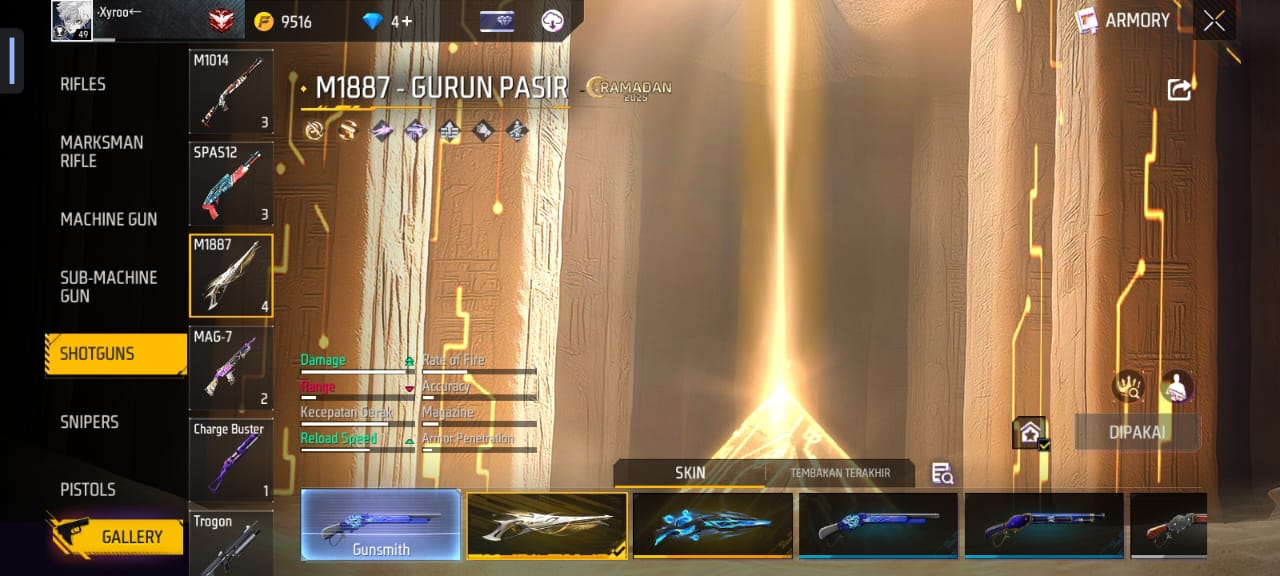 ·Xyroo←
49
9516
4+
ARMORY
RIFLES
MARKSMAN
RIFLE
MACHINE GUN
SUB-MACHINE
GUN
SHOTGUNS
SNIPERS
PISTOLS
GALLERY
M1014
3
SPAS12
3
M1887
4
MAG-7
2
Charge Buster
1
Trogon
M1887 - GURUN PASIR
RAMADAN
2025
Damage
Rate of Fire
Range
Accuracy
Kecepatan Gerak
Magazine
Reload Speed
Armor Penetration
DIPAKAI
SKIN
TEMBAKAN TERAKHIR
Gunsmith